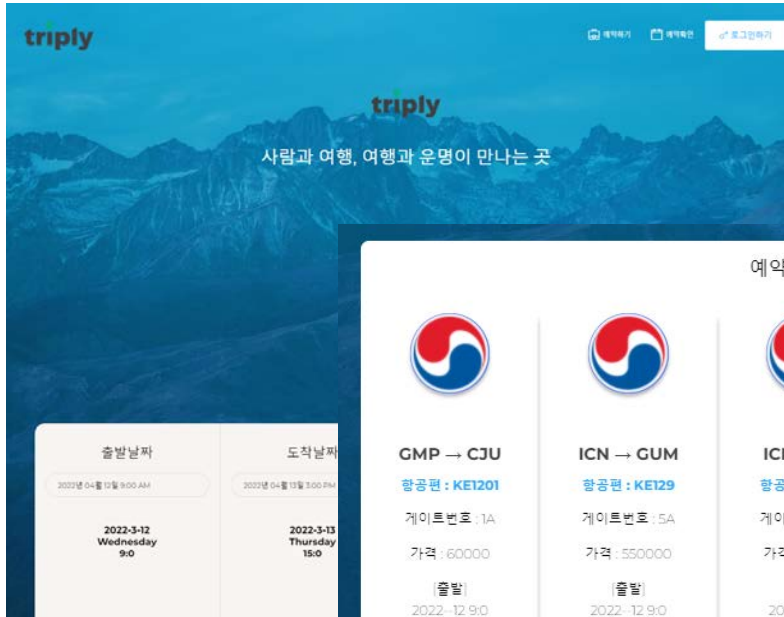 triply
예약하기
예약확인
로그인하기
triply
사람과 여행, 여행과 운명이 만나는 곳
출발날짜
2022년 04월 12일 9:00 AM
2022-3-12
Wednesday
9:0
도착날짜
2022년 04월 13일 3:00 PM
2022-3-13
Thursday
15:0
예약
GMP → CJU
항공편 : KE1201
게이트번호 : 1A
가격 : 60000
[출발]
2022--12 9:0
ICN → GUM
항공편 : KE129
게이트번호 : 5A
가격 : 550000
[출발]
2022--12 9:0